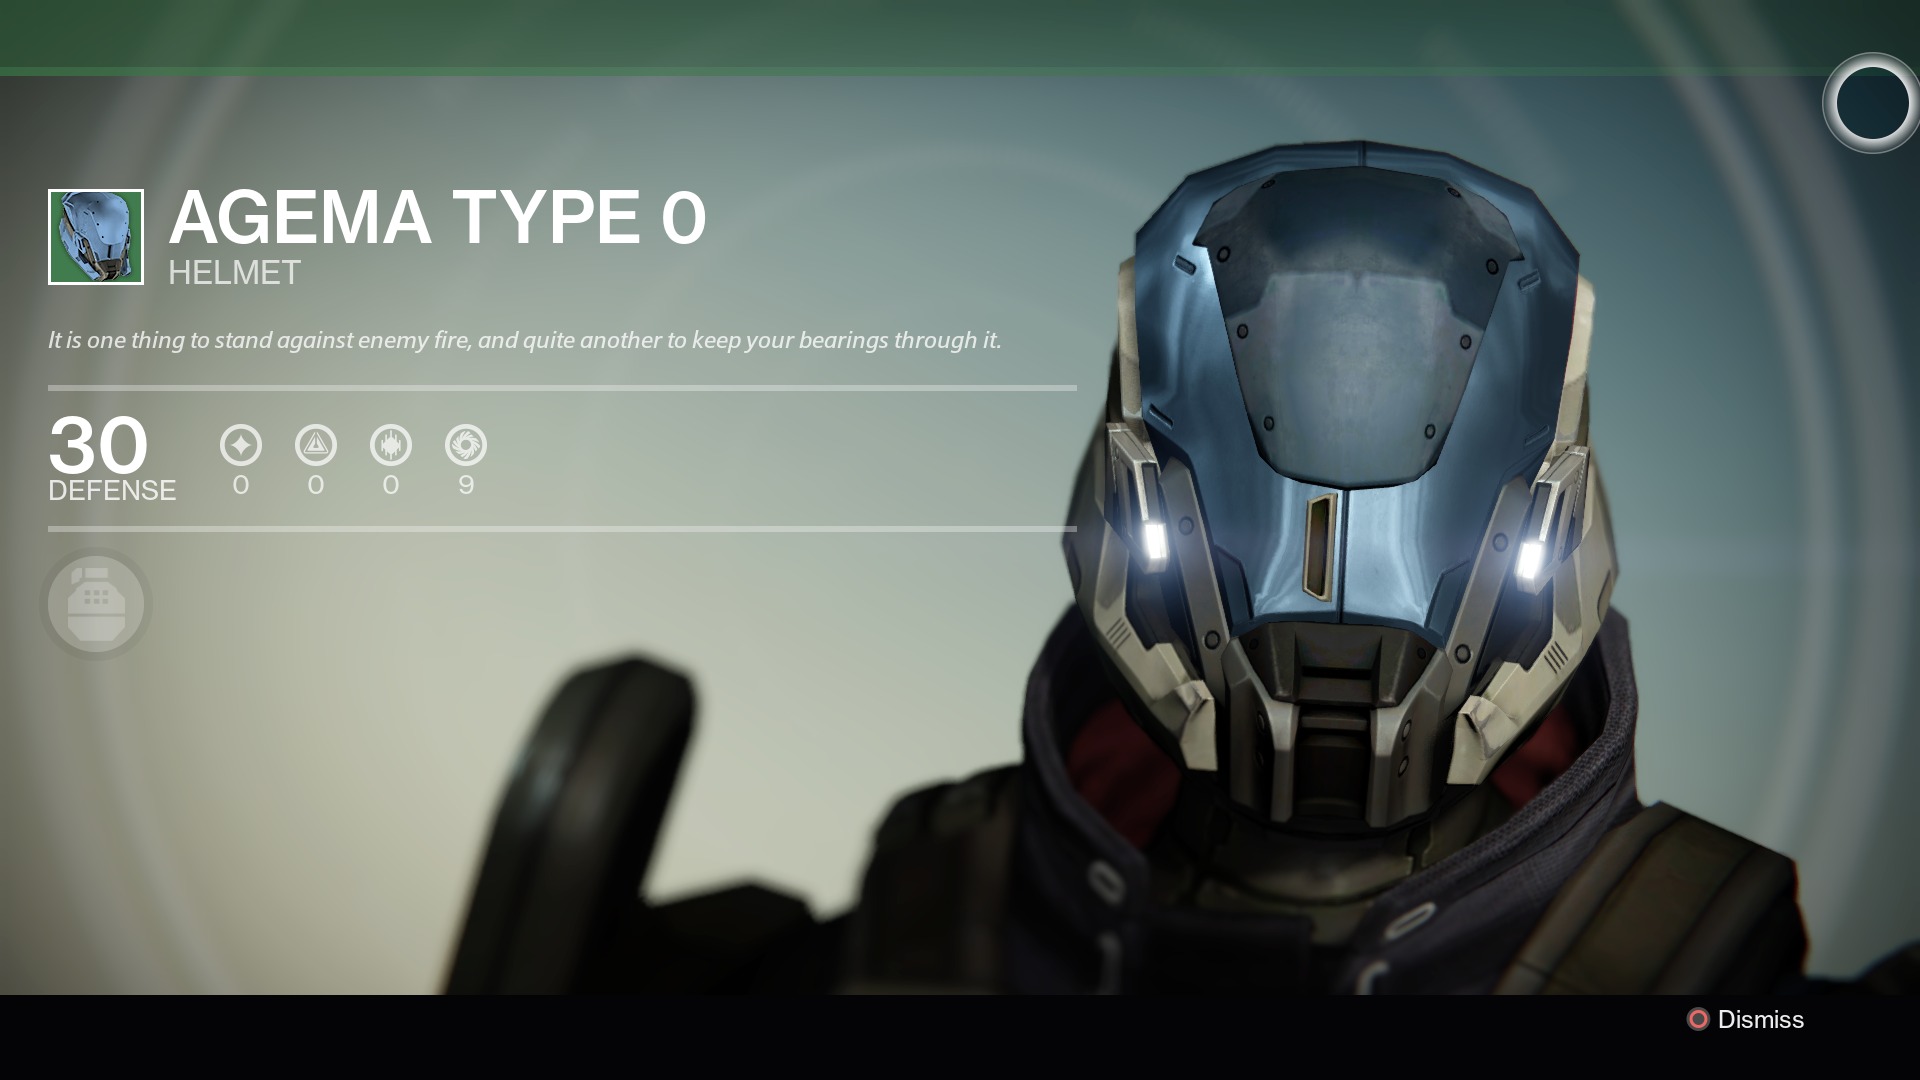 AGEMA TYPE 0
HELMET
It is one thing to stand against enemy fire, and quite another to keep your bearings through it.
30
DEFENSE
0 0 0 9
Dismiss